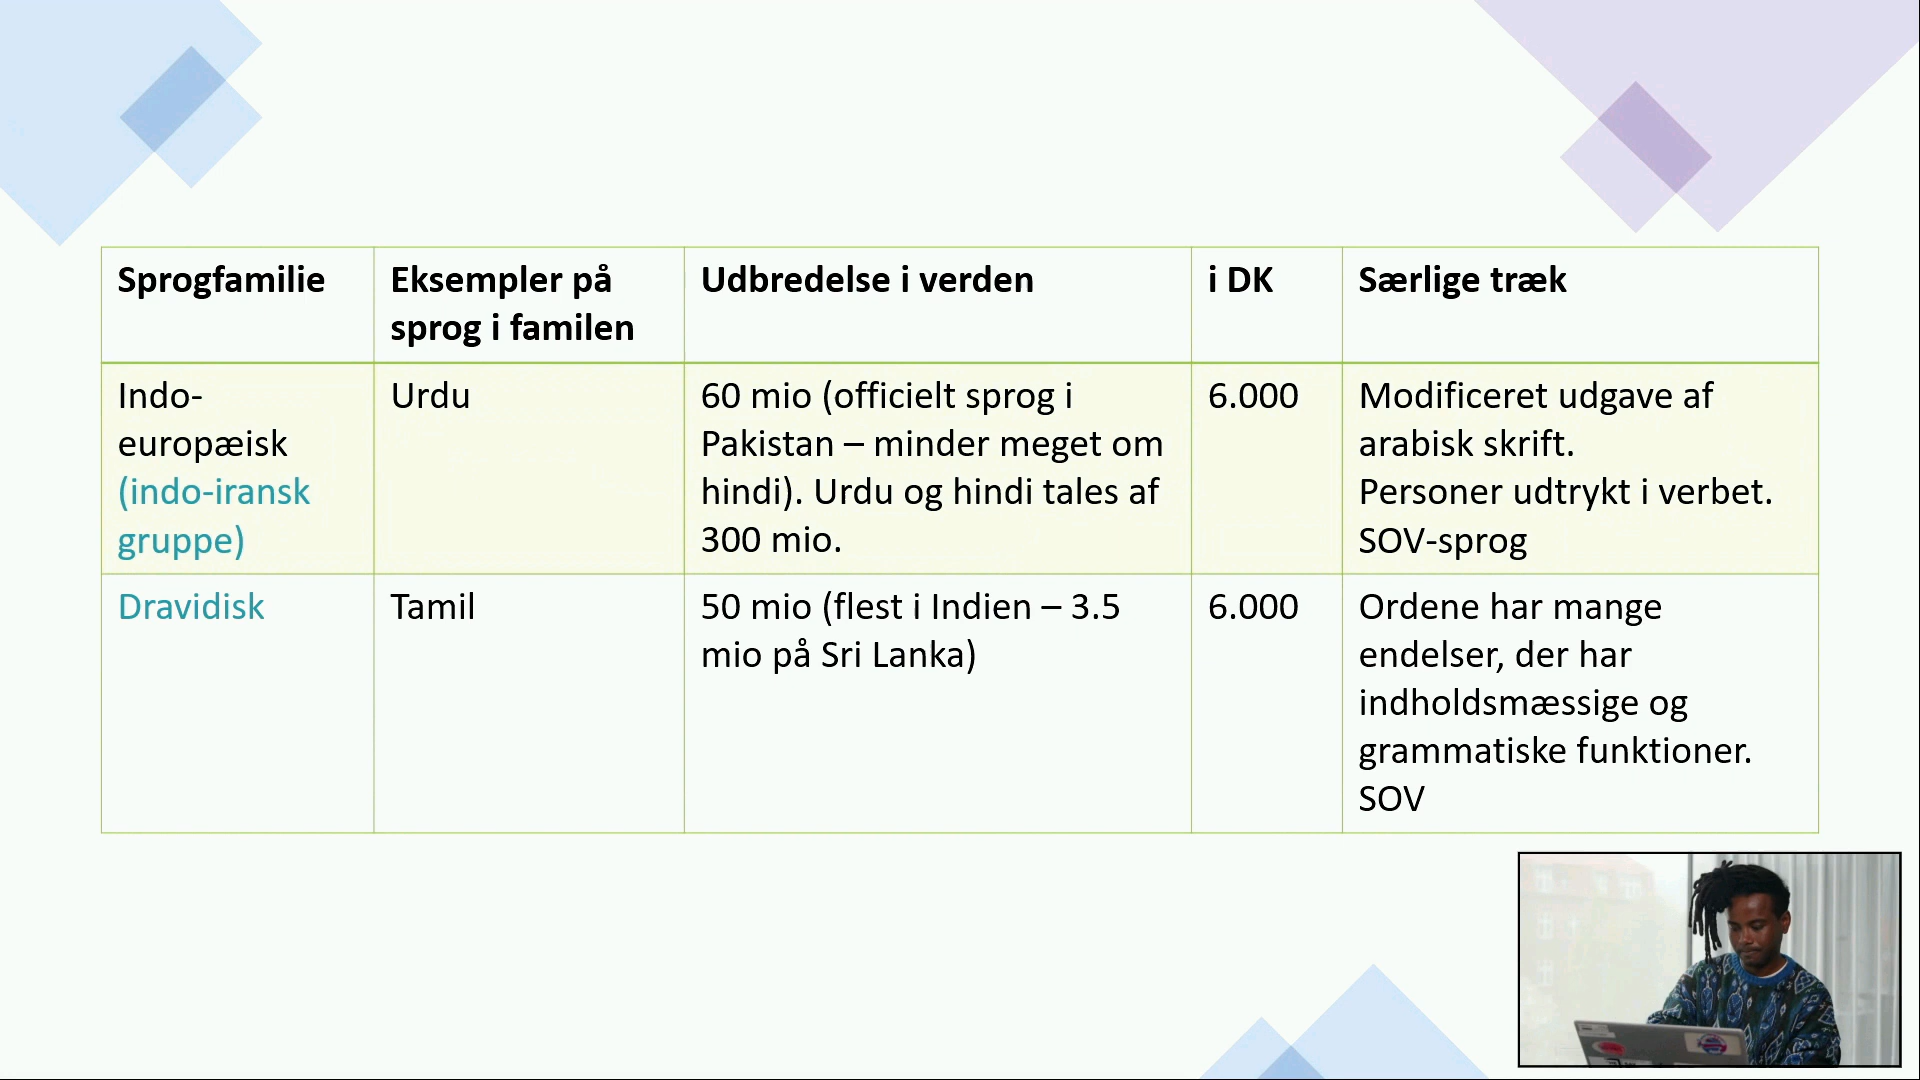 Sprogfamilie
Eksempler på
sprog i familen
Udbredelse i verden
i DK
Særlige træk
Indo-
europæisk
(indo-iransk
gruppe)
Urdu
60 mio (officielt sprog i
Pakistan – minder meget om
hindi). Urdu og hindi tales af
300 mio.
6.000
Modificeret udgave af
arabisk skrift.
Personer udtrykt i verbet.
SOV-sprog
Dravidisk
Tamil
50 mio (flest i Indien – 3.5
mio på Sri Lanka)
6.000
Ordene har mange
endelser, der har
indholdsmæssige og
grammatiske funktioner.
SOV